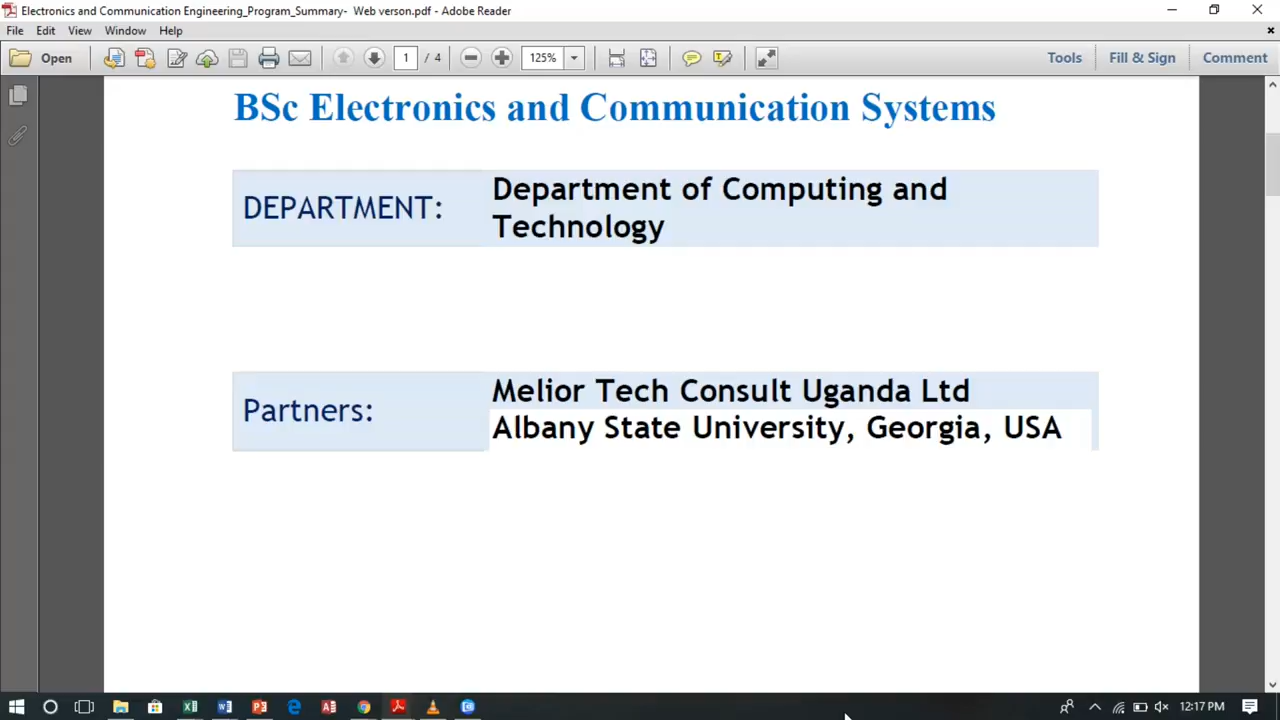 Electronics and Communication Engineering_Program_Summary- Web verson.pdf - Adobe Reader
File Edit View Window Help
Open 1 / 4 125% Tools Fill & Sign Comment
BSc Electronics and Communication Systems
DEPARTMENT: Department of Computing and
Technology
Partners: Melior Tech Consult Uganda Ltd
Albany State University, Georgia, USA
12:17 PM